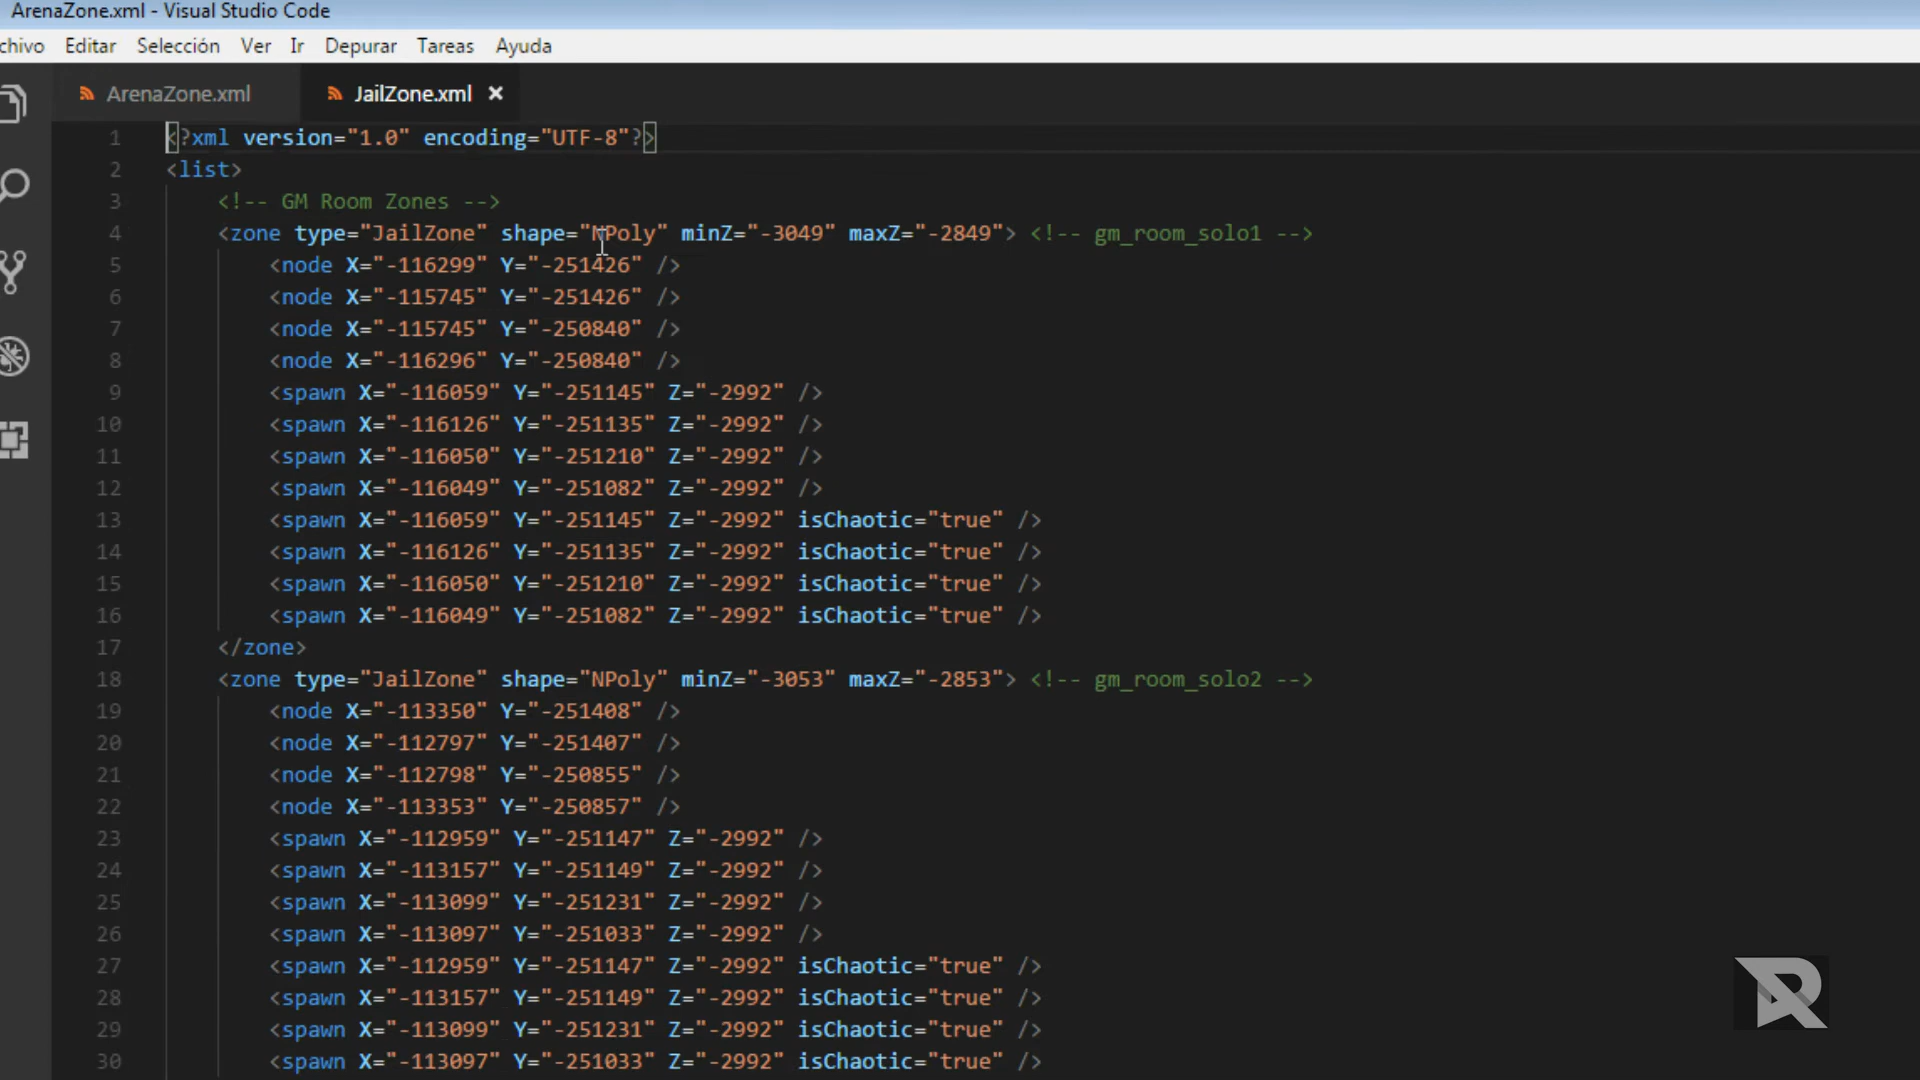 ArenaZone.xml - Visual Studio Code
chivo Editar Selección Ver Ir Depurar Tareas Ayuda
ArenaZone.xml JailZone.xml
1 <?xml version="1.0" encoding="UTF-8"?>
2 <list>
3 <!-- GM Room Zones -->
4 <zone type="JailZone" shape="NPoly" minZ="-3049" maxZ="-2849"> <!-- gm_room_solo1 -->
5 <node X="-116299" Y="-251426" />
6 <node X="-115745" Y="-251426" />
7 <node X="-115745" Y="-250840" />
8 <node X="-116296" Y="-250840" />
9 <spawn X="-116059" Y="-251145" Z="-2992" />
10 <spawn X="-116126" Y="-251135" Z="-2992" />
11 <spawn X="-116050" Y="-251210" Z="-2992" />
12 <spawn X="-116049" Y="-251082" Z="-2992" />
13 <spawn X="-116059" Y="-251145" Z="-2992" isChaotic="true" />
14 <spawn X="-116126" Y="-251135" Z="-2992" isChaotic="true" />
15 <spawn X="-116050" Y="-251210" Z="-2992" isChaotic="true" />
16 <spawn X="-116049" Y="-251082" Z="-2992" isChaotic="true" />
17 </zone>
18 <zone type="JailZone" shape="NPoly" minZ="-3053" maxZ="-2853"> <!-- gm_room_solo2 -->
19 <node X="-113350" Y="-251408" />
20 <node X="-112797" Y="-251407" />
21 <node X="-112798" Y="-250855" />
22 <node X="-113353" Y="-250857" />
23 <spawn X="-112959" Y="-251147" Z="-2992" />
24 <spawn X="-113157" Y="-251149" Z="-2992" />
25 <spawn X="-113099" Y="-251231" Z="-2992" />
26 <spawn X="-113097" Y="-251033" Z="-2992" />
27 <spawn X="-112959" Y="-251147" Z="-2992" isChaotic="true" />
28 <spawn X="-113157" Y="-251149" Z="-2992" isChaotic="true" />
29 <spawn X="-113099" Y="-251231" Z="-2992" isChaotic="true" />
30 <spawn X="-113097" Y="-251033" Z="-2992" isChaotic="true" />